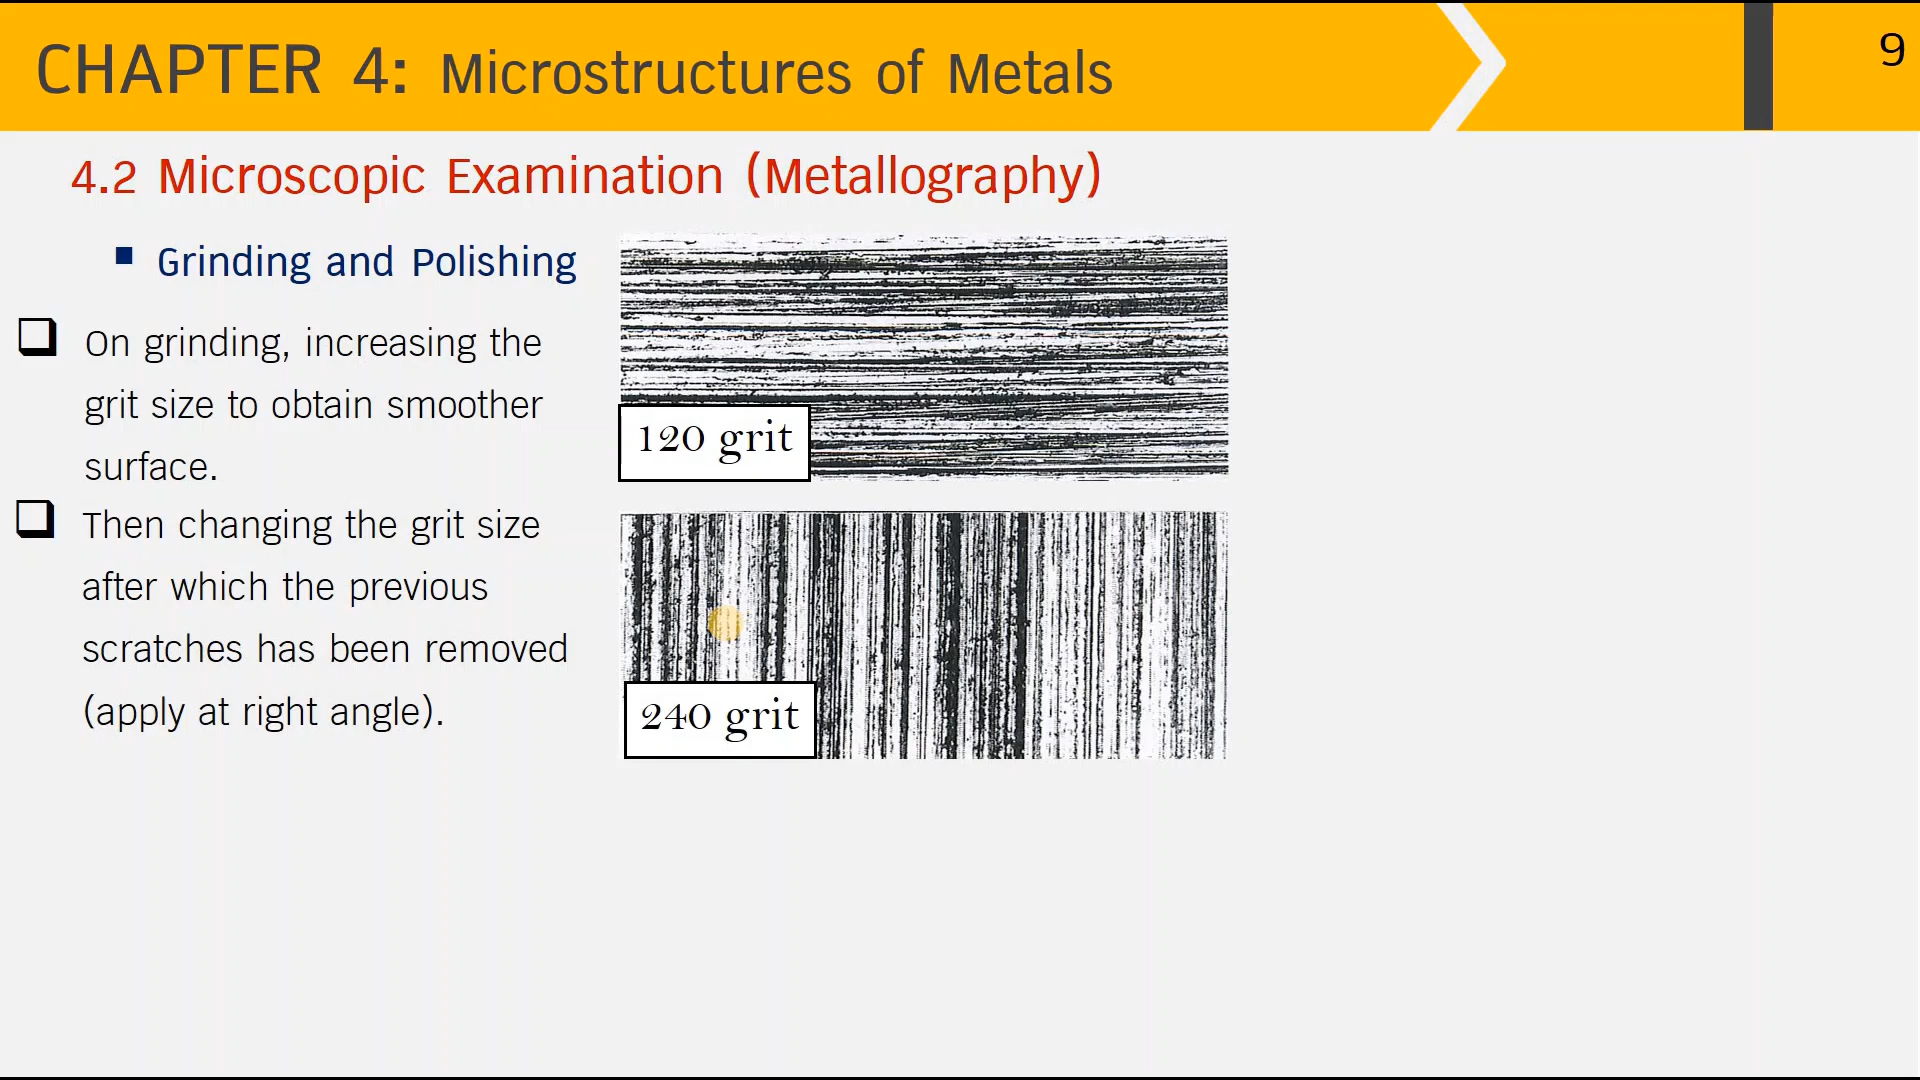 CHAPTER 4: Microstructures of Metals
9
4.2 Microscopic Examination (Metallography)
Grinding and Polishing
On grinding, increasing the
grit size to obtain smoother
surface.
Then changing the grit size
after which the previous
scratches has been removed
(apply at right angle).
120 grit
240 grit